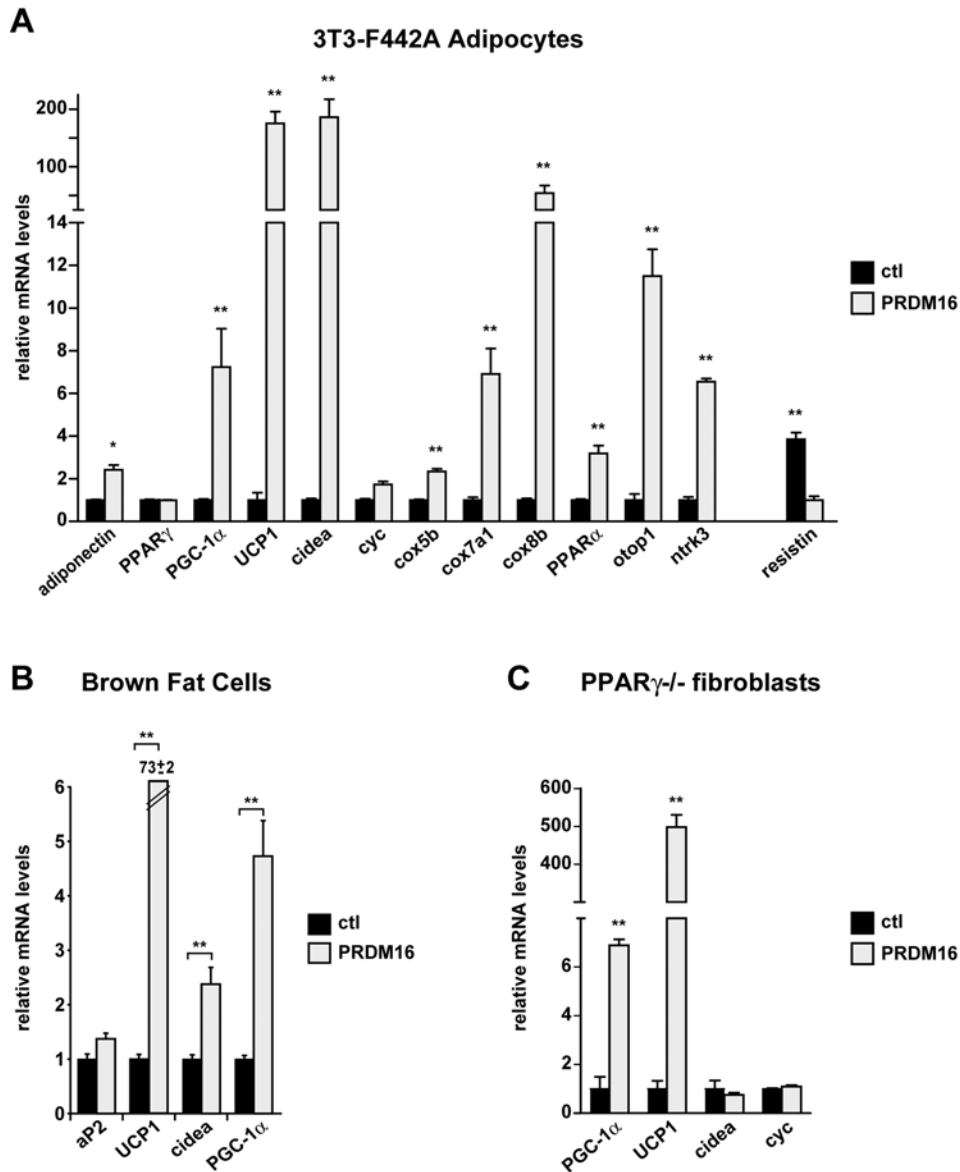 A
3T3-F442A Adipocytes
relative mRNA levels
200
100
14
12
10
8
6
4
2
0
* ** ** ** ** ** ** ** ** ** **
adiponectin PPARγ PGC-1α UCP1 cidea cyc cox5b cox7a1 cox8b PPARα otop1 ntrk3 resistin
ctl
PRDM16
B Brown Fat Cells
relative mRNA levels
6
5
4
3
2
1
0
**
73±2
**
**
aP2 UCP1 cidea PGC-1α
ctl
PRDM16
C PPARγ-/- fibroblasts
relative mRNA levels
600
500
400
6
4
2
0
**
**
PGC-1α UCP1 cidea cyc
ctl
PRDM16